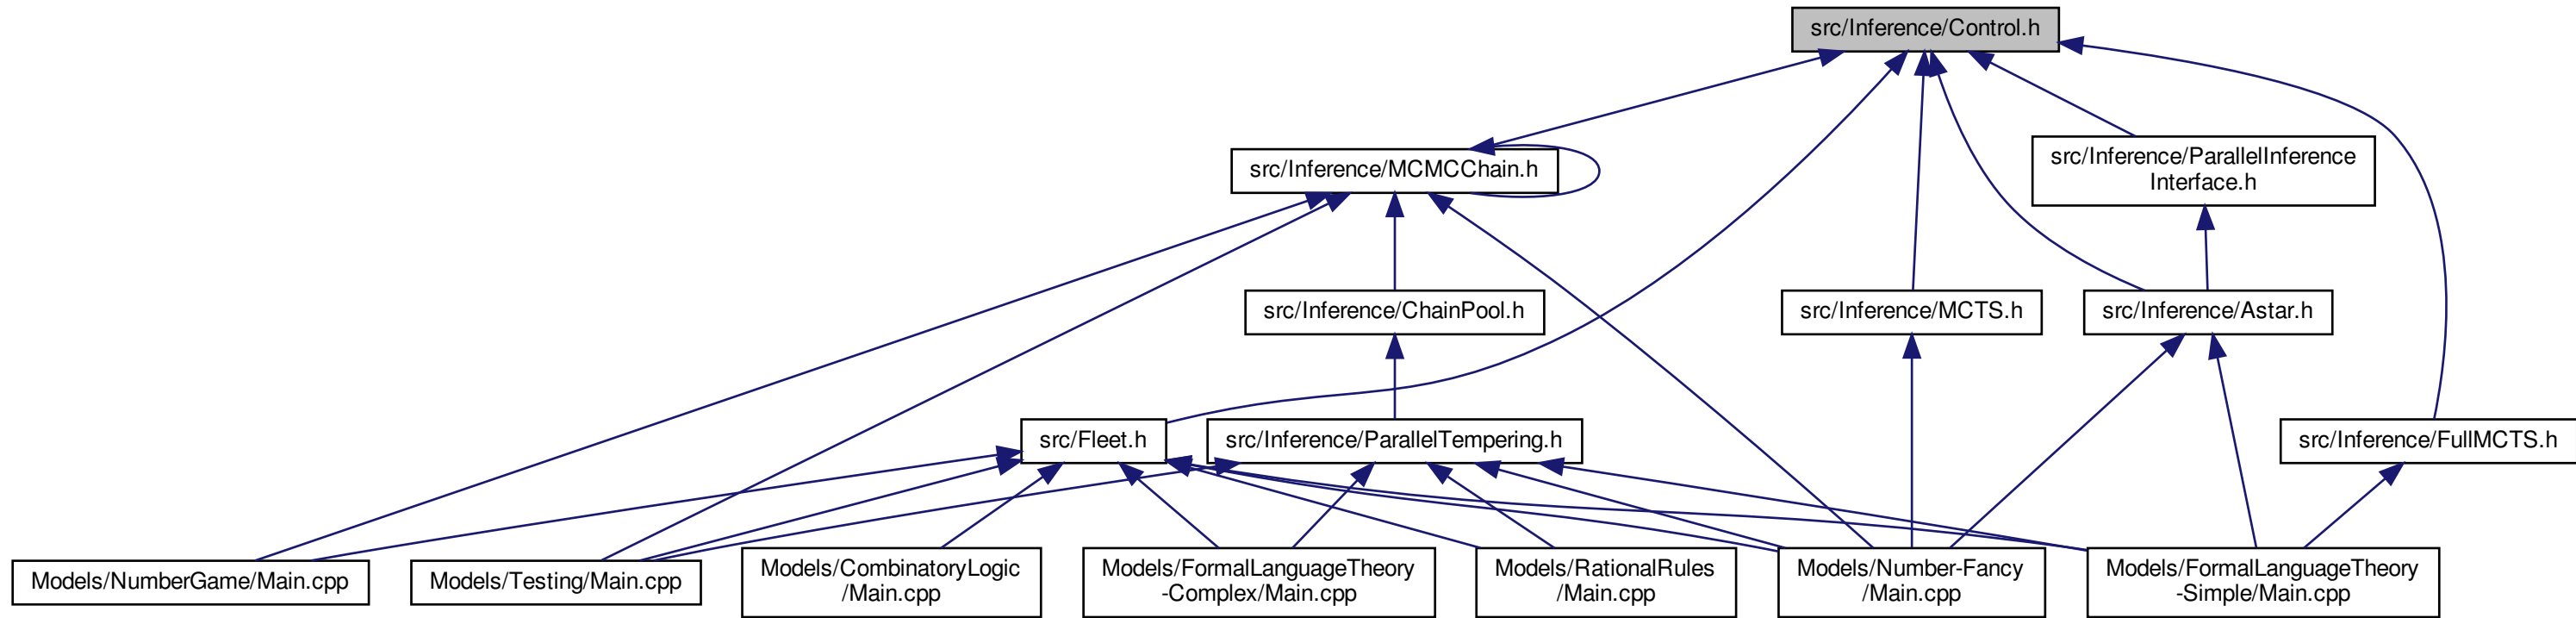 src/Inference/Control.h
src/Inference/MCMCChain.h
src/Inference/ParallelInference
Interface.h
src/Inference/ChainPool.h
src/Inference/MCTS.h
src/Inference/Astar.h
src/Fleet.h
src/Inference/ParallelTempering.h
src/Inference/FullMCTS.h
Models/NumberGame/Main.cpp
Models/Testing/Main.cpp
Models/CombinatoryLogic
/Main.cpp
Models/FormalLanguageTheory
-Complex/Main.cpp
Models/RationalRules
/Main.cpp
Models/Number-Fancy
/Main.cpp
Models/FormalLanguageTheory
-Simple/Main.cpp